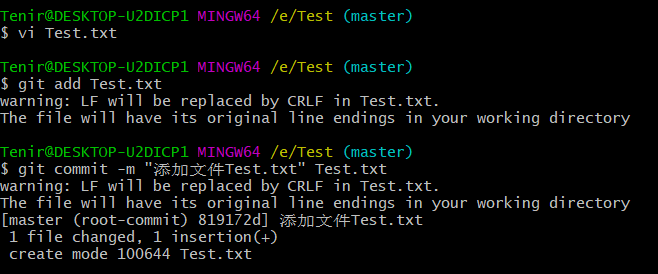 Tenir@DESKTOP-U2DICP1 MINGW64 /e/Test (master)
$ vi Test.txt
Tenir@DESKTOP-U2DICP1 MINGW64 /e/Test (master)
$ git add Test.txt
warning: LF will be replaced by CRLF in Test.txt.
The file will have its original line endings in your working directory
Tenir@DESKTOP-U2DICP1 MINGW64 /e/Test (master)
$ git commit -m "添加文件Test.txt" Test.txt
warning: LF will be replaced by CRLF in Test.txt.
The file will have its original line endings in your working directory
[master (root-commit) 819172d] 添加文件Test.txt
 1 file changed, 1 insertion(+)
 create mode 100644 Test.txt